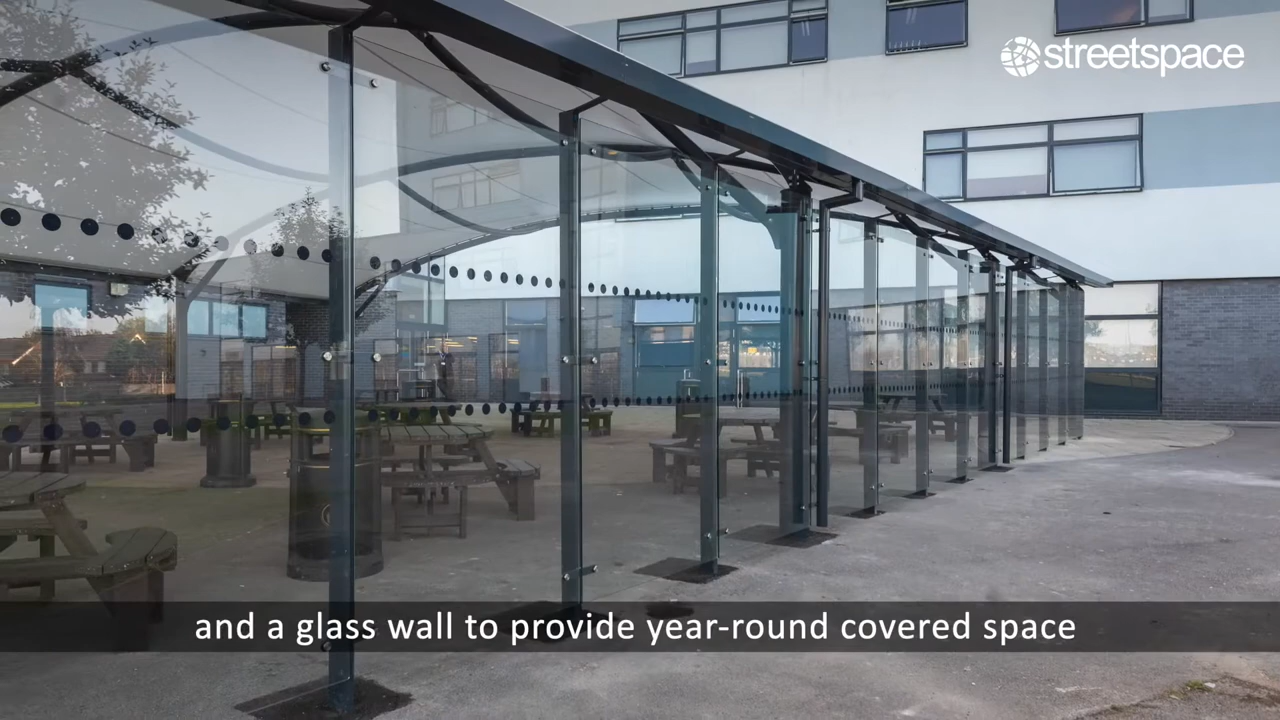 streetspace
and a glass wall to provide year-round covered space